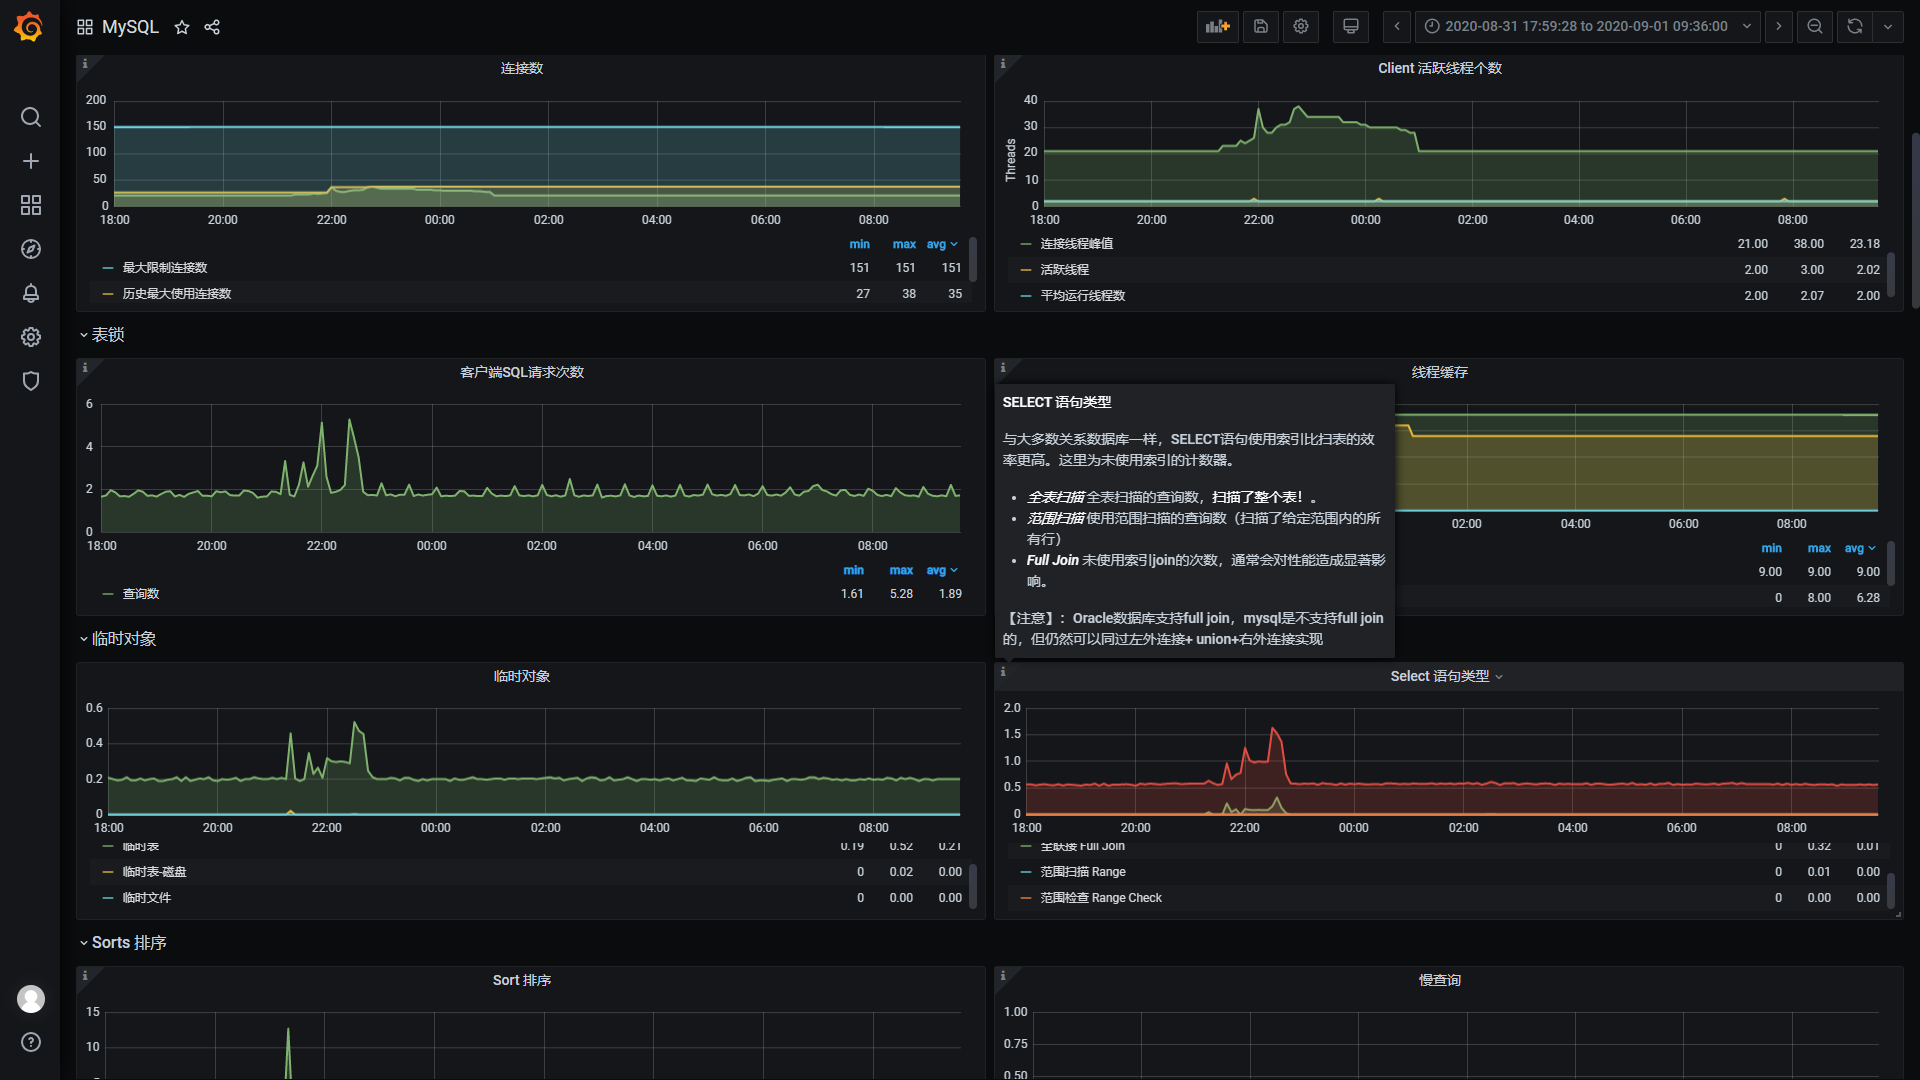 MySQL
2020-08-31 17:59:28 to 2020-09-01 09:36:00
连接数
200
150
100
50
0
18:00 20:00 22:00 00:00 02:00 04:00 06:00 08:00
min max avg
最大限制连接数 151 151 151
历史最大使用连接数 27 38 35
Client 活跃线程个数
Threads
40
30
20
10
0
18:00 20:00 22:00 00:00 02:00 04:00 06:00 08:00
连接线程峰值 21.00 38.00 23.18
活跃线程 2.00 3.00 2.02
平均运行线程数 2.00 2.07 2.00
表锁
客户端SQL请求次数
6
4
2
0
18:00 20:00 22:00 00:00 02:00 04:00 06:00 08:00
min max avg
查询数 1.61 5.28 1.89
线程缓存
02:00 04:00 06:00 08:00
min max avg
9.00 9.00 9.00
0 8.00 6.28
SELECT 语句类型
与大多数关系数据库一样，SELECT语句使用索引比扫表的效
率更高。这里为未使用索引的计数器。
• 全表扫描 全表扫描的查询数，扫描了整个表！。
• 范围扫描 使用范围扫描的查询数（扫描了给定范围内的所
有行）
• Full Join 未使用索引join的次数，通常会对性能造成显著影
响。
【注意】：Oracle数据库支持full join，mysql是不支持full join
的，但仍然可以同过左外连接+ union+右外连接实现
临时对象
临时对象
0.6
0.4
0.2
0
18:00 20:00 22:00 00:00 02:00 04:00 06:00 08:00
临时表 0.19 0.52 0.21
临时表-磁盘 0 0.02 0.00
临时文件 0 0.00 0.00
Select 语句类型
2.0
1.5
1.0
0.5
0
18:00 20:00 22:00 00:00 02:00 04:00 06:00 08:00
全联接 Full Join 0 0.32 0.01
范围扫描 Range 0 0.01 0.00
范围检查 Range Check 0 0.00 0.00
Sorts 排序
Sort 排序
15
10
慢查询
1.00
0.75
0.50